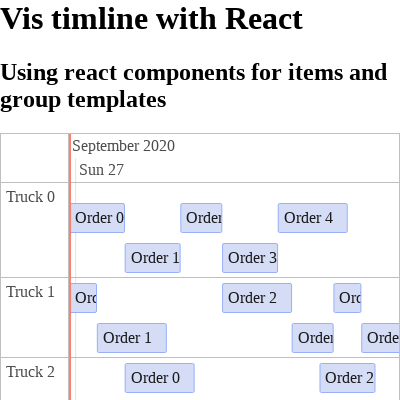 Vis timline with React
Using react components for items and
group templates
September 2020
Sun 27
Truck 0
Order 0
Order
Order 4
Order 1
Order 3
Truck 1
Ord
Order 2
Ord
Order 1
Order
Orde
Truck 2
Order 0
Order 2